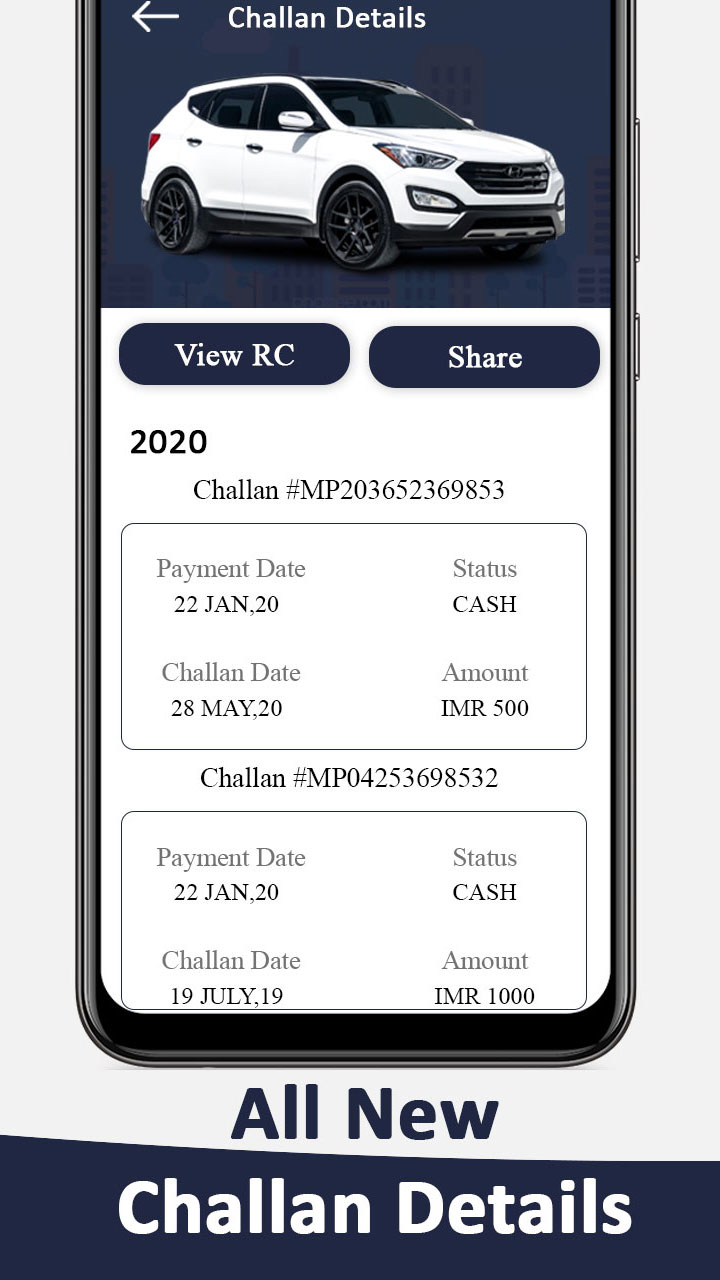 Challan Details
View RC
Share
2020
Challan #MP203652369853
Payment Date Status
22 JAN,20 CASH
Challan Date Amount
28 MAY,20 IMR 500
Challan #MP04253698532
Payment Date Status
22 JAN,20 CASH
Challan Date Amount
19 JULY,19 IMR 1000
All New
Challan Details